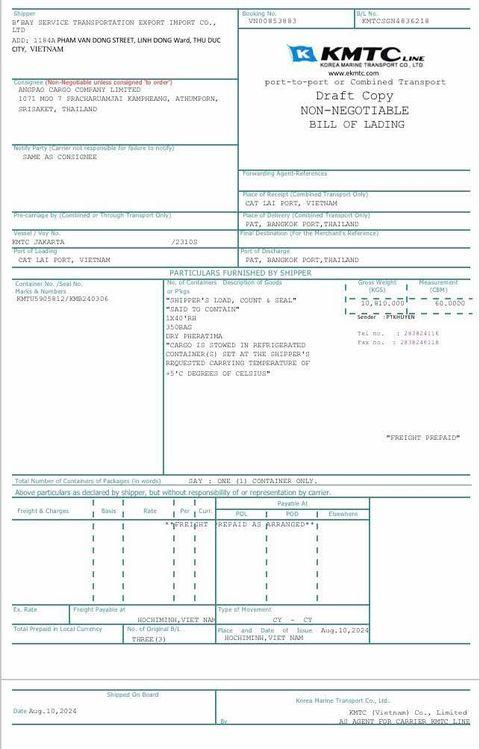 Shipper
B'BAY SERVICE TRANSPORTATION EXPORT IMPORT CO.,
LTD
ADD: 1184A PHAM VAN DONG STREET, LINH DONG Ward, THU DUC
CITY, VIETNAM
Booking No.
VN00853883
B/L No.
KMTCSGN4836218
KMTC LINE
KOREA MARINE TRANSPORT CO., LTD
www.ekmtc.com
port-to-port or Combined Transport
Draft Copy
NON-NEGOTIABLE
BILL OF LADING
Consignee (Non-Negotiable unless consigned 'to order')
ANGPAO CARGO COMPANY LIMITED
1071 MOO 7 PRACHARUAMJAI KAMPHEANG, ATHUMPORN,
SRISAKET, THAILAND
Notify Party (Carrier not responsible for failure to notify)
SAME AS CONSIGNEE
Forwarding Agent-References
Place of Receipt (Combined Transport Only)
CAT LAI PORT, VIETNAM
Pre-carriage by (Combined or Through Transport Only)
Place of Delivery (Combined Transport Only)
PAT, BANGKOK PORT,THAILAND
Vessel / Voy No.
KMTC JAKARTA /2310S
Final Destination (For the Merchant's Reference)
Port of Loading
CAT LAI PORT, VIETNAM
Port of Discharge
PAT, BANGKOK PORT,THAILAND
PARTICULARS FURNISHED BY SHIPPER
Container No. /Seal No.
Marks & Numbers
KMTU5905812/KMB240306
No. of Containers Description of Goods
or P'kgs
"SHIPPER'S LOAD, COUNT & SEAL"
"SAID TO CONTAIN"
1X40'RH
350BAG
DRY PHERATIMA
"CARGO IS STOWED IN REFRIGERATED
CONTAINER(S) SET AT THE SHIPPER'S
REQUESTED CARRYING TEMPERATURE OF
+5'C DEGREES OF CELSIUS"
Gross Weight
(KGS)
10,810.000
Measurement
(CBM)
60.0000
Sender :PTKHUYEN
Tel no. : 283824116
Fax no. : 2838246118
"FREIGHT PREPAID"
Total Number of Containers of Packages (in words) SAY : ONE (1) CONTAINER ONLY.
Above particulars as declared by shipper, but without responsibility of or representation by carrier.
Freight & Charges Basis Rate Per Curr. Payable At
POL POD Elsewhere
**FREIGHT PREPAID AS ARRANGED**
Ex. Rate
Freight Payable at
HOCHIMINH,VIET NAM
Type of Movement
CY - CY
Total Prepaid in Local Currency
No. of Original B/L
THREE(3)
Place and Date of Issue Aug.10,2024
HOCHIMINH,VIET NAM
Shipped On Board
Date Aug.10,2024
Korea Marine Transport Co., Ltd.
KMTC (Vietnam) Co., Limited
By AS AGENT FOR CARRIER KMTC LINE